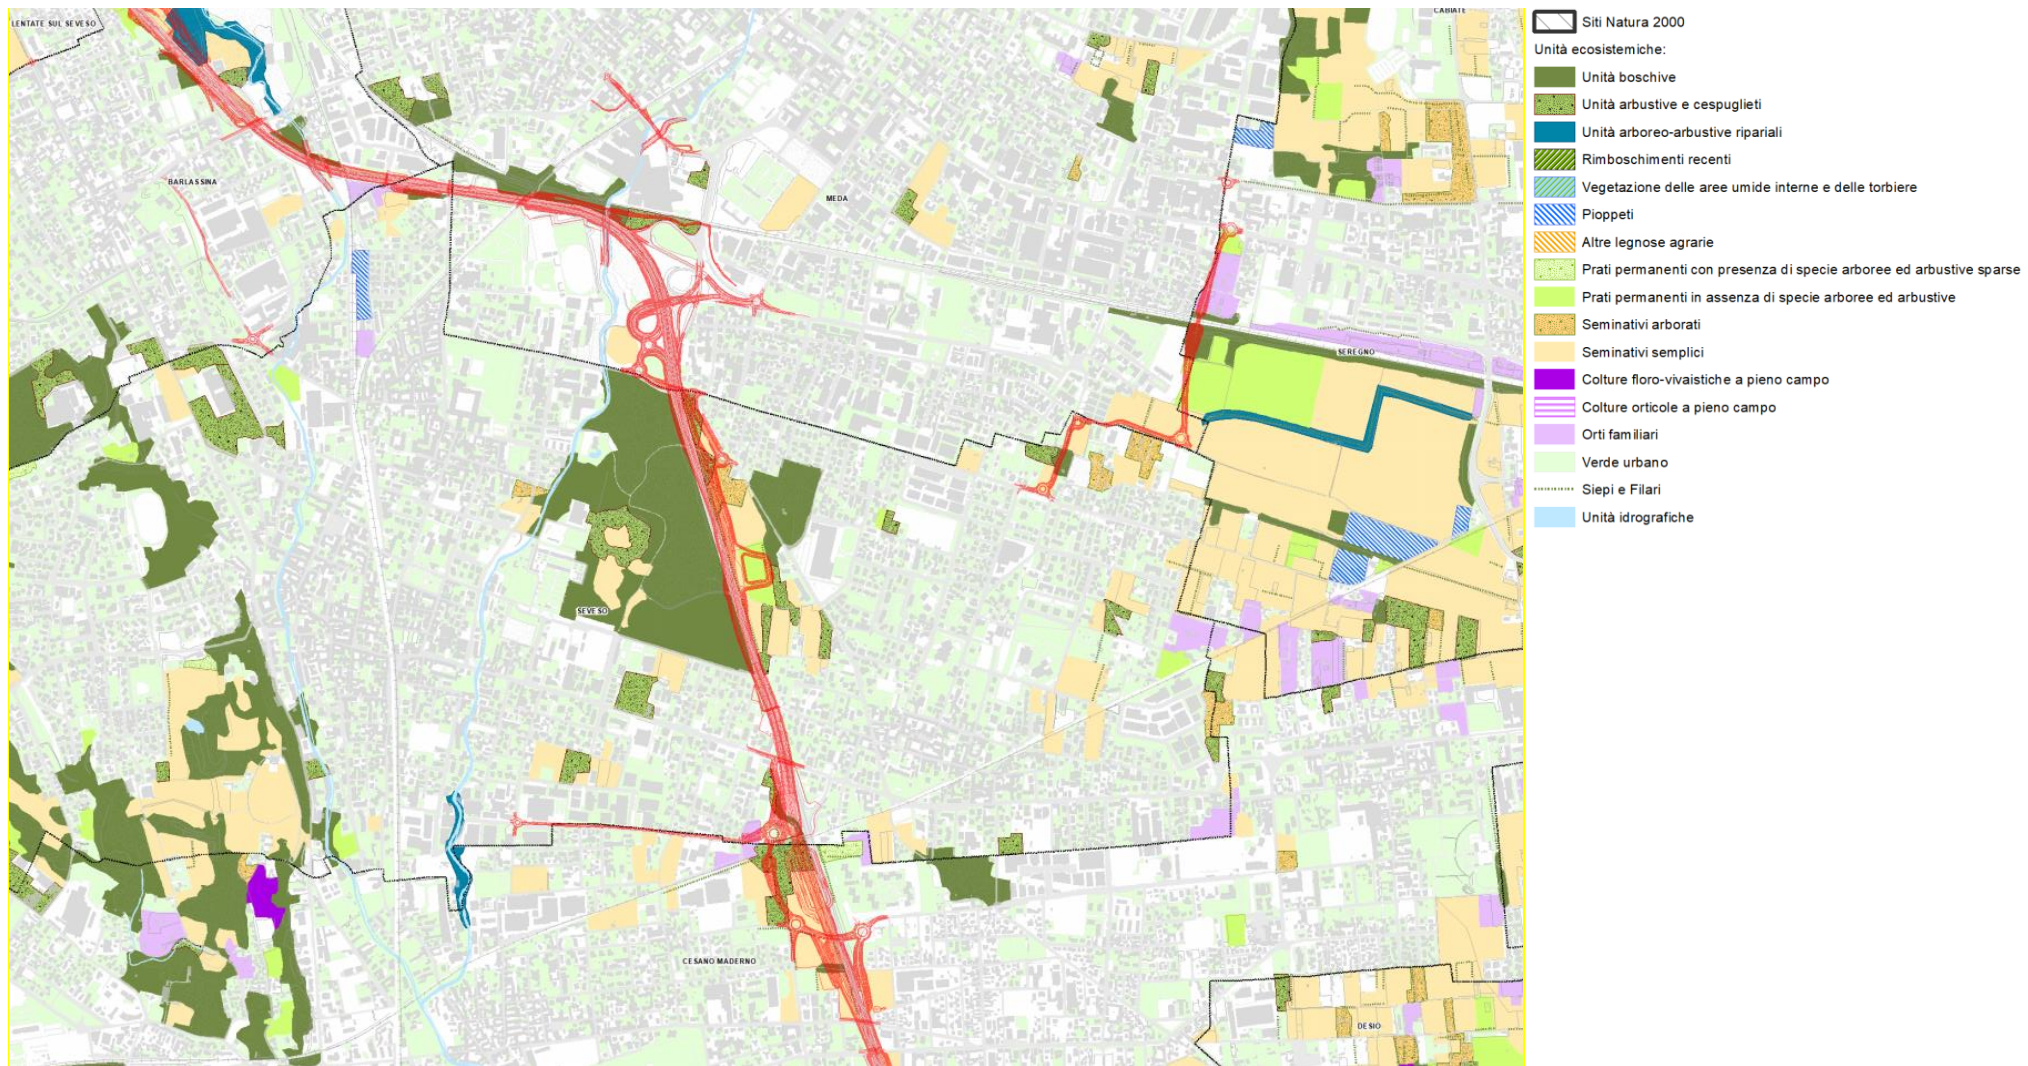 LENTATE SUL SEVESO
CABIATE
BARLASSINA
MEDA
SEREGNO
SEVESO
CESANO MADERNO
DESIO
Siti Natura 2000
Unità ecosistemiche:
Unità boschive
Unità arbustive e cespuglieti
Unità arboreo-arbustive ripariali
Rimboschimenti recenti
Vegetazione delle aree umide interne e delle torbiere
Pioppeti
Altre legnose agrarie
Prati permanenti con presenza di specie arboree ed arbustive sparse
Prati permanenti in assenza di specie arboree ed arbustive
Seminativi arborati
Seminativi semplici
Colture floro-vivaistiche a pieno campo
Colture orticole a pieno campo
Orti familiari
Verde urbano
Siepi e Filari
Unità idrografiche